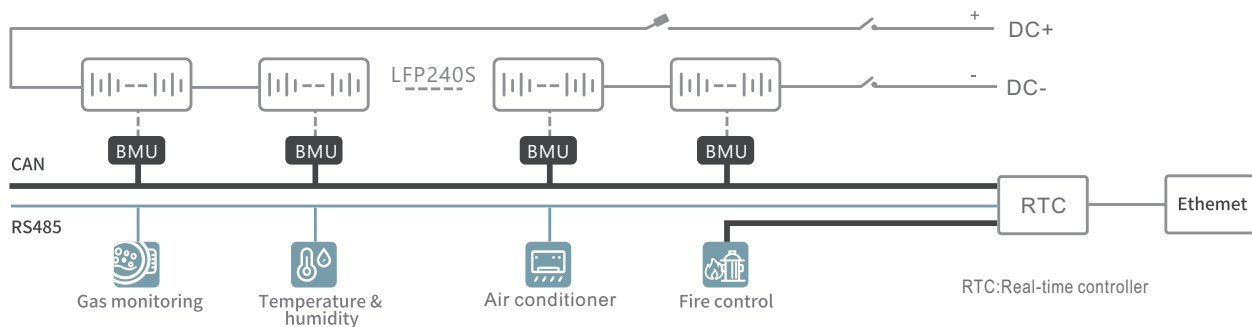 +
DC+
LFP240S
-
DC-
BMU
BMU
BMU
BMU
CAN
RS485
RTC
Ethemet
Gas monitoring
Temperature &
humidity
Air conditioner
Fire control
RTC:Real-time controller